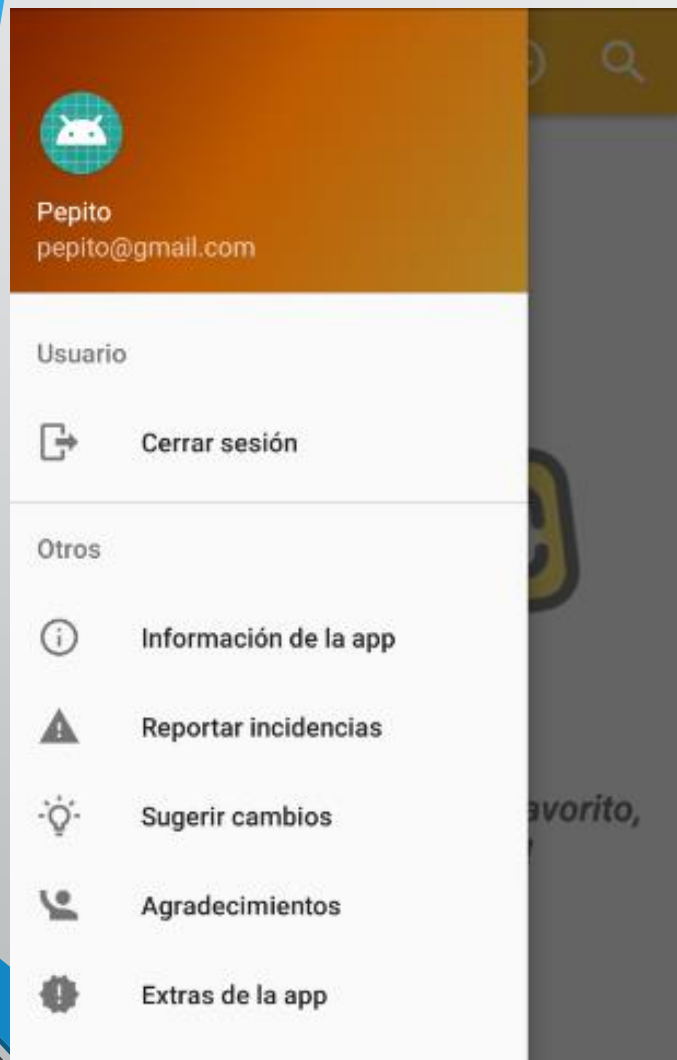 Pepito
pepito@gmail.com
Usuario
Cerrar sesión
Otros
Información de la app
Reportar incidencias
Sugerir cambios
avorito,
Agradecimientos
Extras de la app